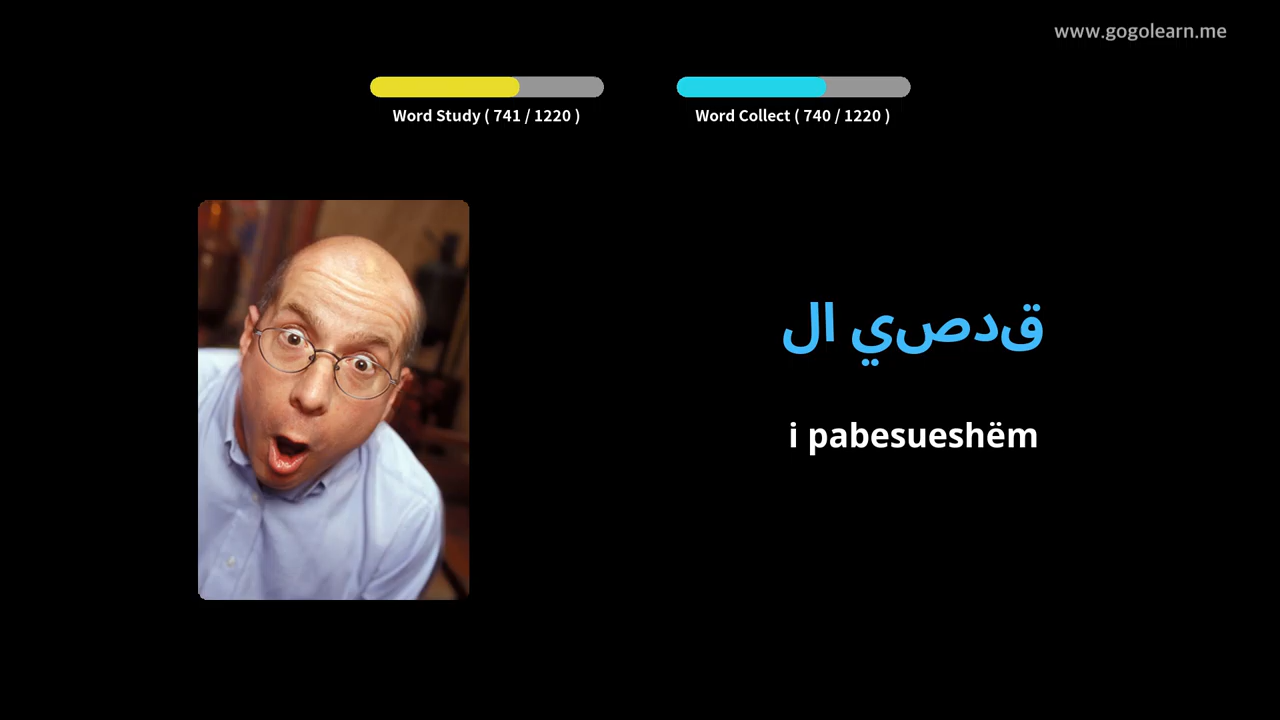 www.gogolearn.me
Word Study ( 741 / 1220 )
Word Collect ( 740 / 1220 )
قدصي ال
i pabesueshëm